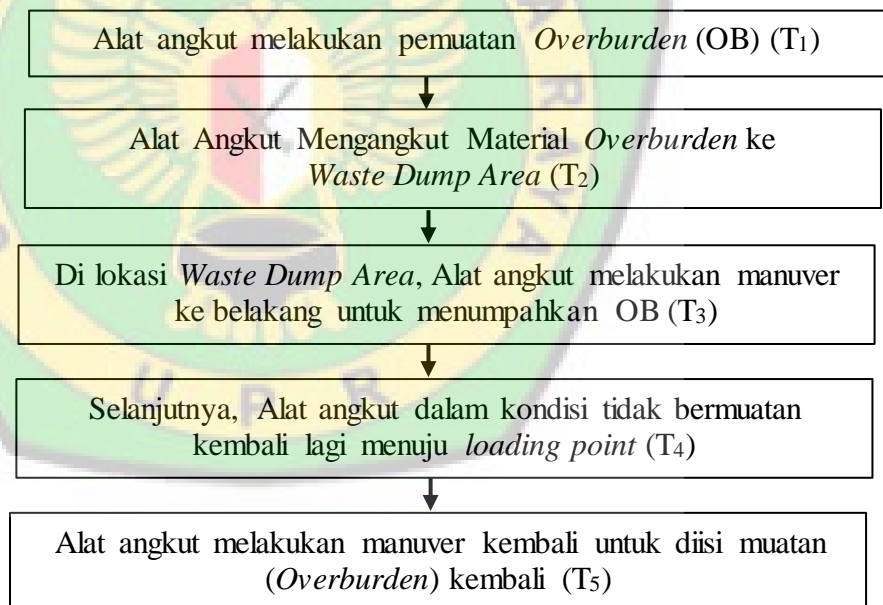 Alat angkut melakukan pemuatan Overburden (OB) (T1)
Alat Angkut Mengangkut Material Overburden ke
Waste Dump Area (T2)
Di lokasi Waste Dump Area, Alat angkut melakukan manuver
ke belakang untuk menumpahkan OB (T3)
Selanjutnya, Alat angkut dalam kondisi tidak bermuatan
kembali lagi menuju loading point (T4)
Alat angkut melakukan manuver kembali untuk diisi muatan
(Overburden) kembali (T5)
U P R